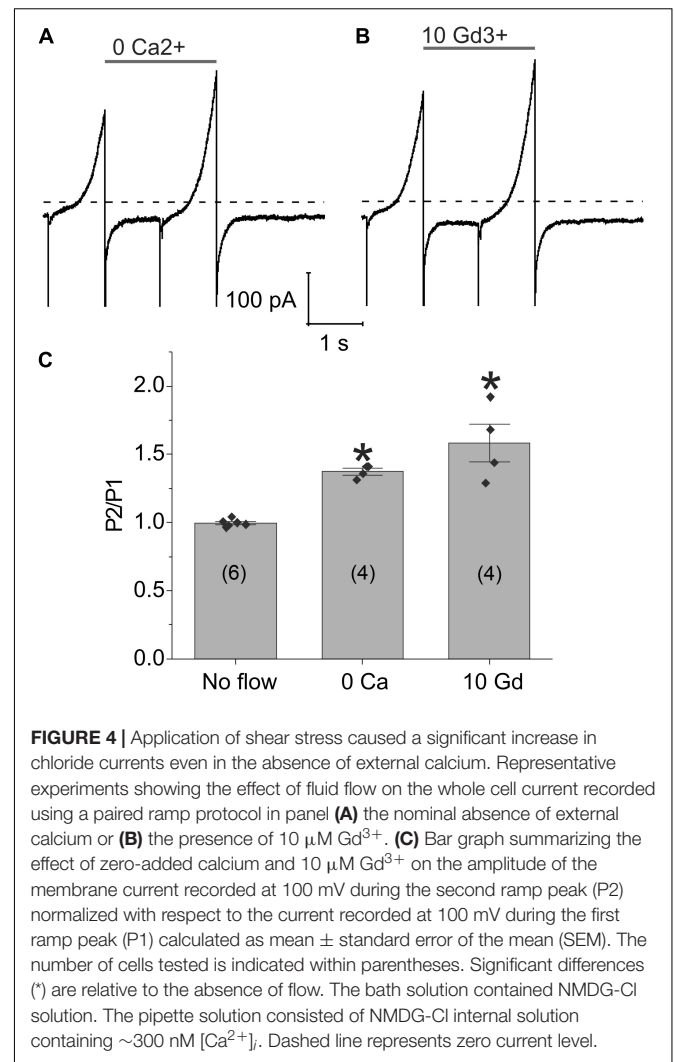 A
0 Ca2+
B
10 Gd3+
100 pA
1 s
C
2.0
1.5
1.0
0.5
0.0
P2/P1
*
*
(6)
(4)
(4)
No flow
0 Ca
10 Gd
FIGURE 4 | Application of shear stress caused a significant increase in
chloride currents even in the absence of external calcium. Representative
experiments showing the effect of fluid flow on the whole cell current recorded
using a paired ramp protocol in panel (A) the nominal absence of external
calcium or (B) the presence of 10 μM Gd³⁺. (C) Bar graph summarizing the
effect of zero-added calcium and 10 μM Gd³⁺ on the amplitude of the
membrane current recorded at 100 mV during the second ramp peak (P2)
normalized with respect to the current recorded at 100 mV during the first
ramp peak (P1) calculated as mean ± standard error of the mean (SEM). The
number of cells tested is indicated within parentheses. Significant differences
(*) are relative to the absence of flow. The bath solution contained NMDG-Cl
solution. The pipette solution consisted of NMDG-Cl internal solution
containing ∼300 nM [Ca²⁺]ᵢ. Dashed line represents zero current level.